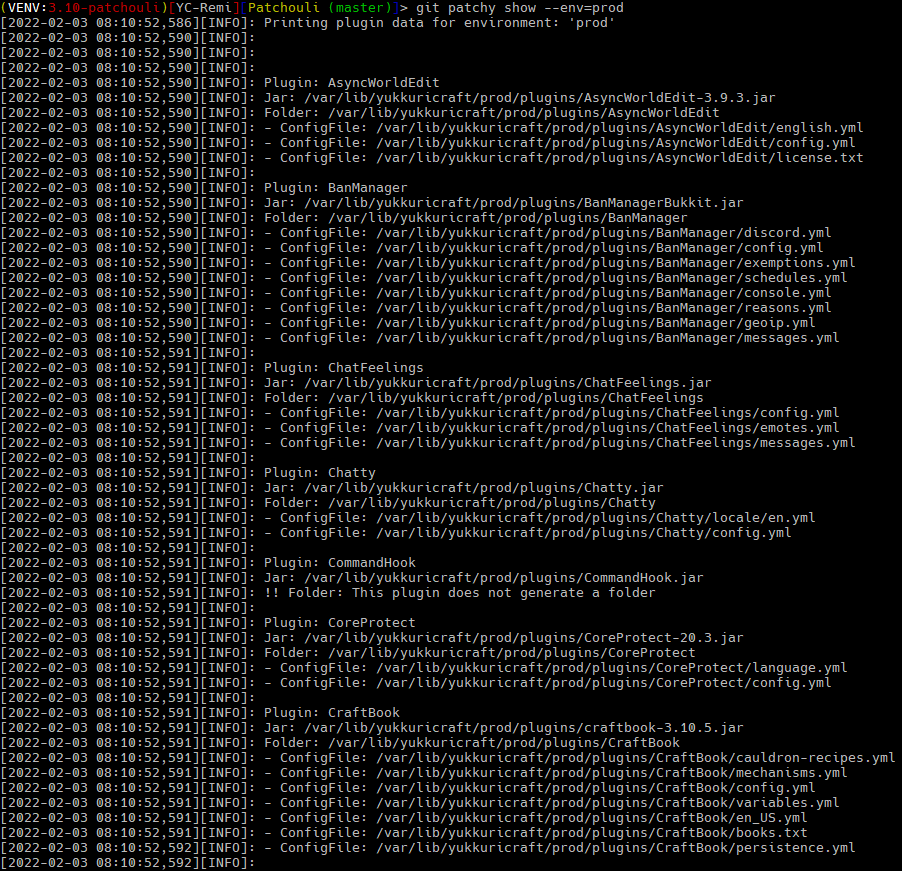 (VENV:3.10-patchouli)[YC-Remi][Patchouli (master)]> git patchy show --env=prod
[2022-02-03 08:10:52,586][INFO]: Printing plugin data for environment: 'prod'
[2022-02-03 08:10:52,590][INFO]:
[2022-02-03 08:10:52,590][INFO]:
[2022-02-03 08:10:52,590][INFO]:
[2022-02-03 08:10:52,590][INFO]: Plugin: AsyncWorldEdit
[2022-02-03 08:10:52,590][INFO]: Jar: /var/lib/yukkuricraft/prod/plugins/AsyncWorldEdit-3.9.3.jar
[2022-02-03 08:10:52,590][INFO]: Folder: /var/lib/yukkuricraft/prod/plugins/AsyncWorldEdit
[2022-02-03 08:10:52,590][INFO]: - ConfigFile: /var/lib/yukkuricraft/prod/plugins/AsyncWorldEdit/english.yml
[2022-02-03 08:10:52,590][INFO]: - ConfigFile: /var/lib/yukkuricraft/prod/plugins/AsyncWorldEdit/config.yml
[2022-02-03 08:10:52,590][INFO]: - ConfigFile: /var/lib/yukkuricraft/prod/plugins/AsyncWorldEdit/license.txt
[2022-02-03 08:10:52,590][INFO]:
[2022-02-03 08:10:52,590][INFO]: Plugin: BanManager
[2022-02-03 08:10:52,590][INFO]: Jar: /var/lib/yukkuricraft/prod/plugins/BanManagerBukkit.jar
[2022-02-03 08:10:52,590][INFO]: Folder: /var/lib/yukkuricraft/prod/plugins/BanManager
[2022-02-03 08:10:52,590][INFO]: - ConfigFile: /var/lib/yukkuricraft/prod/plugins/BanManager/discord.yml
[2022-02-03 08:10:52,590][INFO]: - ConfigFile: /var/lib/yukkuricraft/prod/plugins/BanManager/config.yml
[2022-02-03 08:10:52,590][INFO]: - ConfigFile: /var/lib/yukkuricraft/prod/plugins/BanManager/exemptions.yml
[2022-02-03 08:10:52,590][INFO]: - ConfigFile: /var/lib/yukkuricraft/prod/plugins/BanManager/schedules.yml
[2022-02-03 08:10:52,590][INFO]: - ConfigFile: /var/lib/yukkuricraft/prod/plugins/BanManager/console.yml
[2022-02-03 08:10:52,590][INFO]: - ConfigFile: /var/lib/yukkuricraft/prod/plugins/BanManager/reasons.yml
[2022-02-03 08:10:52,590][INFO]: - ConfigFile: /var/lib/yukkuricraft/prod/plugins/BanManager/geoip.yml
[2022-02-03 08:10:52,590][INFO]: - ConfigFile: /var/lib/yukkuricraft/prod/plugins/BanManager/messages.yml
[2022-02-03 08:10:52,591][INFO]:
[2022-02-03 08:10:52,591][INFO]: Plugin: ChatFeelings
[2022-02-03 08:10:52,591][INFO]: Jar: /var/lib/yukkuricraft/prod/plugins/ChatFeelings.jar
[2022-02-03 08:10:52,591][INFO]: Folder: /var/lib/yukkuricraft/prod/plugins/ChatFeelings
[2022-02-03 08:10:52,591][INFO]: - ConfigFile: /var/lib/yukkuricraft/prod/plugins/ChatFeelings/config.yml
[2022-02-03 08:10:52,591][INFO]: - ConfigFile: /var/lib/yukkuricraft/prod/plugins/ChatFeelings/emotes.yml
[2022-02-03 08:10:52,591][INFO]: - ConfigFile: /var/lib/yukkuricraft/prod/plugins/ChatFeelings/messages.yml
[2022-02-03 08:10:52,591][INFO]:
[2022-02-03 08:10:52,591][INFO]: Plugin: Chatty
[2022-02-03 08:10:52,591][INFO]: Jar: /var/lib/yukkuricraft/prod/plugins/Chatty.jar
[2022-02-03 08:10:52,591][INFO]: Folder: /var/lib/yukkuricraft/prod/plugins/Chatty
[2022-02-03 08:10:52,591][INFO]: - ConfigFile: /var/lib/yukkuricraft/prod/plugins/Chatty/locale/en.yml
[2022-02-03 08:10:52,591][INFO]: - ConfigFile: /var/lib/yukkuricraft/prod/plugins/Chatty/config.yml
[2022-02-03 08:10:52,591][INFO]:
[2022-02-03 08:10:52,591][INFO]: Plugin: CommandHook
[2022-02-03 08:10:52,591][INFO]: Jar: /var/lib/yukkuricraft/prod/plugins/CommandHook.jar
[2022-02-03 08:10:52,591][INFO]: !! Folder: This plugin does not generate a folder
[2022-02-03 08:10:52,591][INFO]:
[2022-02-03 08:10:52,591][INFO]: Plugin: CoreProtect
[2022-02-03 08:10:52,591][INFO]: Jar: /var/lib/yukkuricraft/prod/plugins/CoreProtect-20.3.jar
[2022-02-03 08:10:52,591][INFO]: Folder: /var/lib/yukkuricraft/prod/plugins/CoreProtect
[2022-02-03 08:10:52,591][INFO]: - ConfigFile: /var/lib/yukkuricraft/prod/plugins/CoreProtect/language.yml
[2022-02-03 08:10:52,591][INFO]: - ConfigFile: /var/lib/yukkuricraft/prod/plugins/CoreProtect/config.yml
[2022-02-03 08:10:52,591][INFO]:
[2022-02-03 08:10:52,591][INFO]: Plugin: CraftBook
[2022-02-03 08:10:52,591][INFO]: Jar: /var/lib/yukkuricraft/prod/plugins/craftbook-3.10.5.jar
[2022-02-03 08:10:52,591][INFO]: Folder: /var/lib/yukkuricraft/prod/plugins/CraftBook
[2022-02-03 08:10:52,591][INFO]: - ConfigFile: /var/lib/yukkuricraft/prod/plugins/CraftBook/cauldron-recipes.yml
[2022-02-03 08:10:52,591][INFO]: - ConfigFile: /var/lib/yukkuricraft/prod/plugins/CraftBook/mechanisms.yml
[2022-02-03 08:10:52,591][INFO]: - ConfigFile: /var/lib/yukkuricraft/prod/plugins/CraftBook/config.yml
[2022-02-03 08:10:52,591][INFO]: - ConfigFile: /var/lib/yukkuricraft/prod/plugins/CraftBook/variables.yml
[2022-02-03 08:10:52,591][INFO]: - ConfigFile: /var/lib/yukkuricraft/prod/plugins/CraftBook/en_US.yml
[2022-02-03 08:10:52,591][INFO]: - ConfigFile: /var/lib/yukkuricraft/prod/plugins/CraftBook/books.txt
[2022-02-03 08:10:52,592][INFO]: - ConfigFile: /var/lib/yukkuricraft/prod/plugins/CraftBook/persistence.yml
[2022-02-03 08:10:52,592][INFO]: